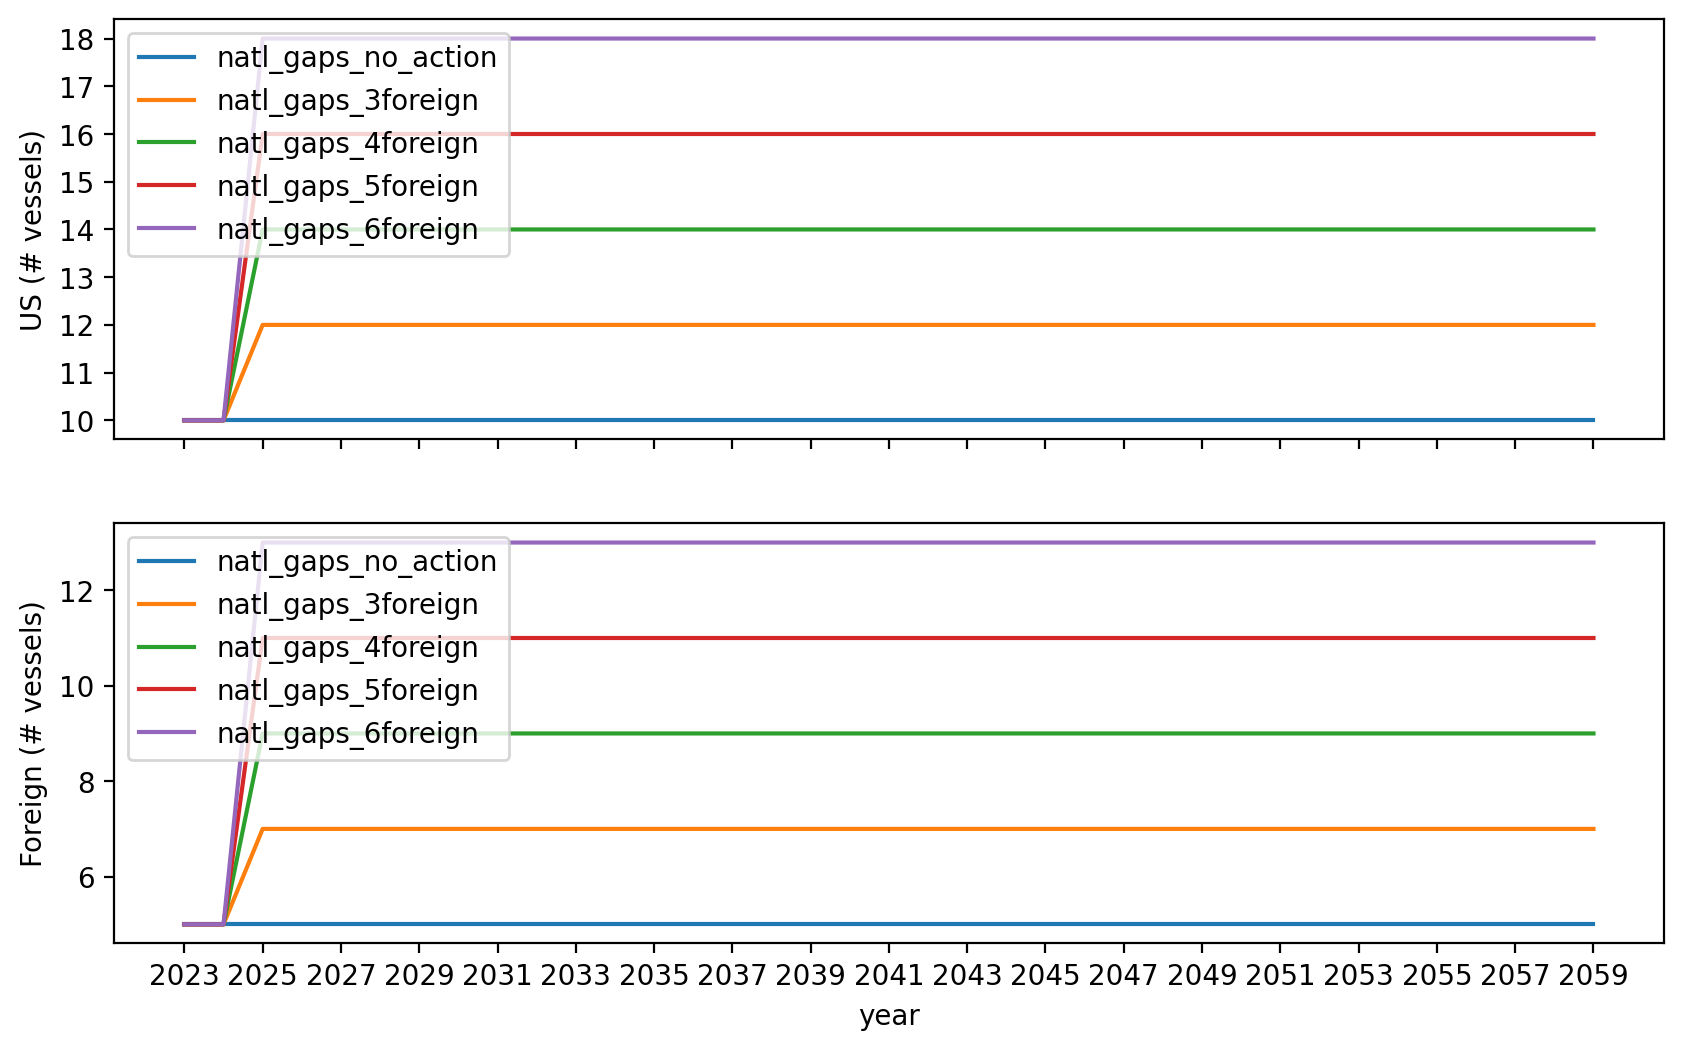 18
17
16
15
14
13
12
11
10
US (# vessels)
natl_gaps_no_action
natl_gaps_3foreign
natl_gaps_4foreign
natl_gaps_5foreign
natl_gaps_6foreign
12
10
8
6
Foreign (# vessels)
natl_gaps_no_action
natl_gaps_3foreign
natl_gaps_4foreign
natl_gaps_5foreign
natl_gaps_6foreign
2023 2025 2027 2029 2031 2033 2035 2037 2039 2041 2043 2045 2047 2049 2051 2053 2055 2057 2059
year